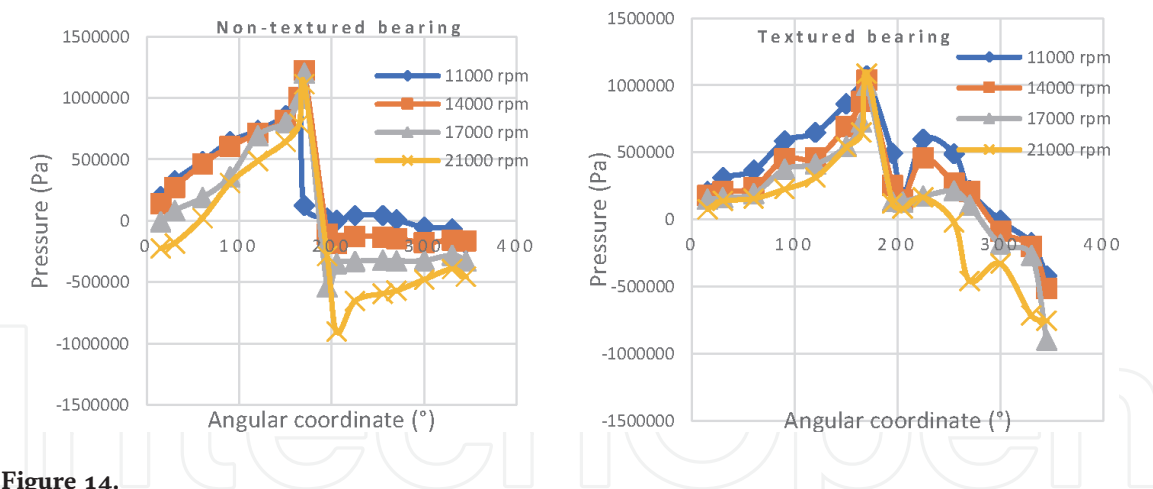 Non-textured bearing
1500000
1000000
500000
0
-500000
-1000000
-1500000
0 100 200 300 400
Pressure (Pa)
Angular coordinate (°)
11000 rpm
14000 rpm
17000 rpm
21000 rpm
Textured bearing
1500000
1000000
500000
0
-500000
-1000000
-1500000
0 100 200 300 400
Pressure (Pa)
Angular coordinate (°)
11000 rpm
14000 rpm
17000 rpm
21000 rpm
IntechOpen
Figure 14.